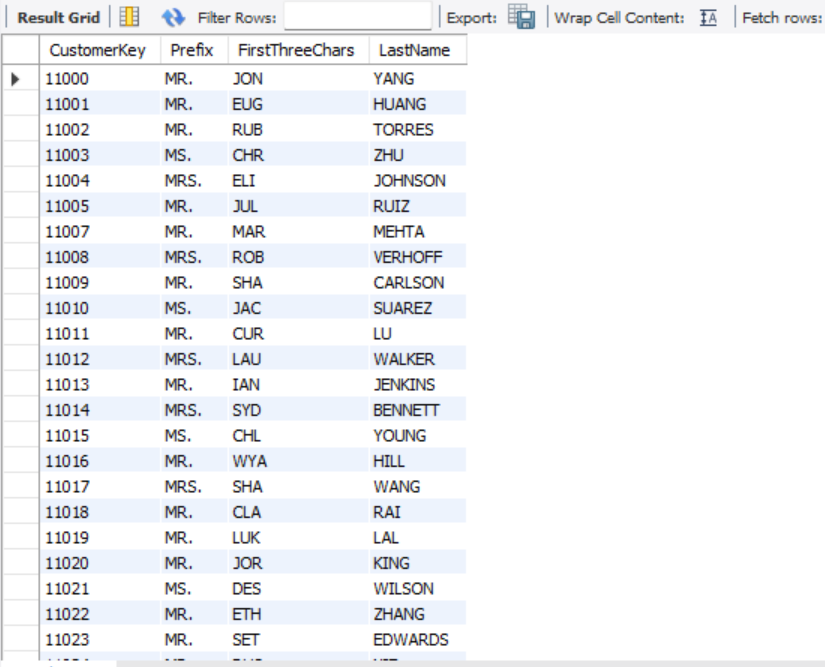 Result Grid Filter Rows: Export: Wrap Cell Content: Fetch rows:
CustomerKey Prefix FirstThreeChars LastName
11000 MR. JON YANG
11001 MR. EUG HUANG
11002 MR. RUB TORRES
11003 MS. CHR ZHU
11004 MRS. ELI JOHNSON
11005 MR. JUL RUIZ
11007 MR. MAR MEHTA
11008 MRS. ROB VERHOFF
11009 MR. SHA CARLSON
11010 MS. JAC SUAREZ
11011 MR. CUR LU
11012 MRS. LAU WALKER
11013 MR. IAN JENKINS
11014 MRS. SYD BENNETT
11015 MS. CHL YOUNG
11016 MR. WYA HILL
11017 MRS. SHA WANG
11018 MR. CLA RAI
11019 MR. LUK LAL
11020 MR. JOR KING
11021 MS. DES WILSON
11022 MR. ETH ZHANG
11023 MR. SET EDWARDS